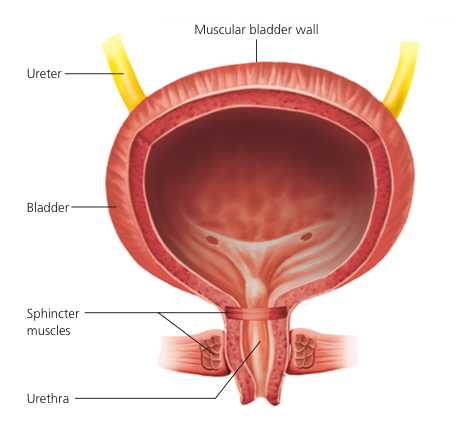 Muscular bladder wall
Ureter
Bladder
Sphincter
muscles
Urethra